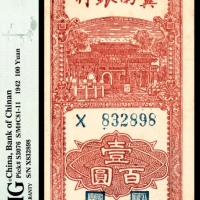 China, Bank of Chinan
Pick# S3076 S/M#C81-11 1942 100 Yuan
S/N X832898
冀南銀行
X 832898
壹
百圓